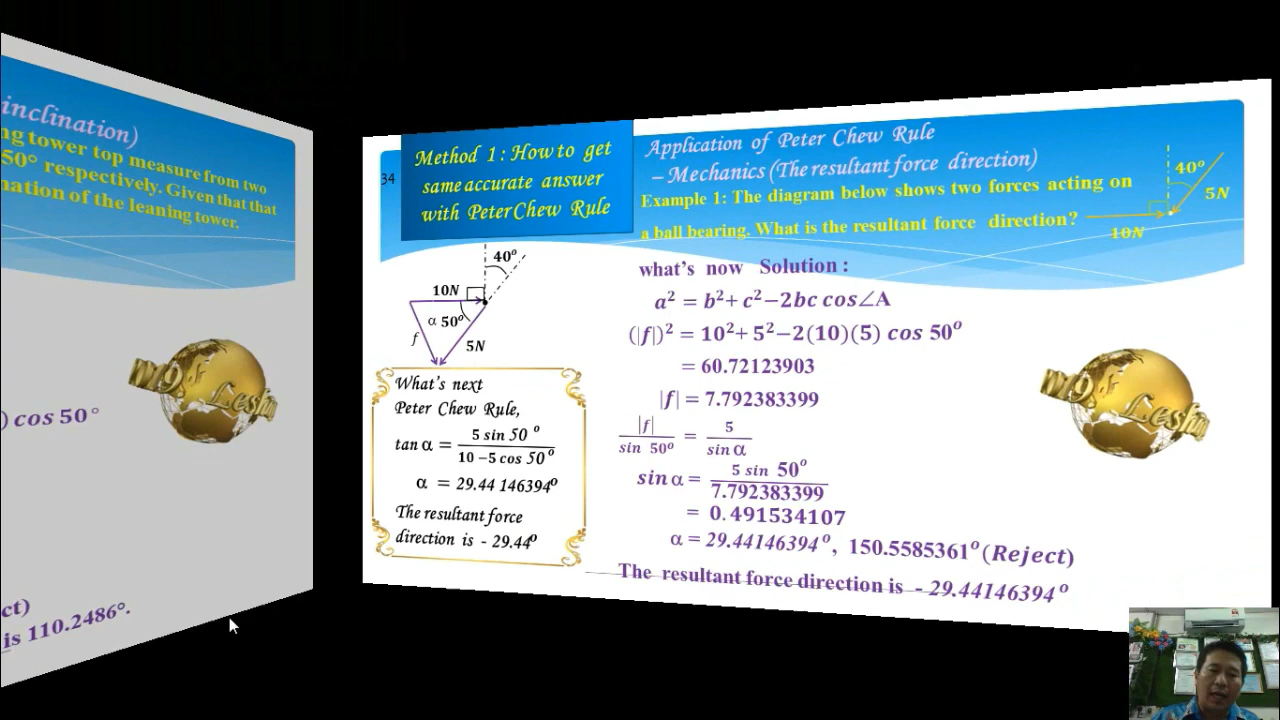 inclination)
ng tower top measure from two
50° respectively. Given that that
nation of the leaning tower.
) cos 50°
ct)
is 110.2486°.
34
Method 1 : How to get
same accurate answer
with Peter Chew Rule
Application of Peter Chew Rule
– Mechanics (The resultant force direction)
Example 1: The diagram below shows two forces acting on
a ball bearing. What is the resultant force direction?
40°
5N
10N
40°
10N
α 50°
f
5N
What's next
Peter Chew Rule,
tan α = 5 sin 50° / 10 −5 cos 50°
α = 29.44 146394°
The resultant force
direction is - 29.44°
what's now Solution :
a² = b²+ c²−2bc cos∠A
(|f|)² = 10²+ 5²−2(10)(5) cos 50°
= 60.72123903
|f| = 7.792383399
|f| / sin 50° = 5 / sin α
sin α = 5 sin 50° / 7.792383399
= 0.491534107
α = 29.44146394°, 150.5585361° (Reject)
The resultant force direction is - 29.44146394°